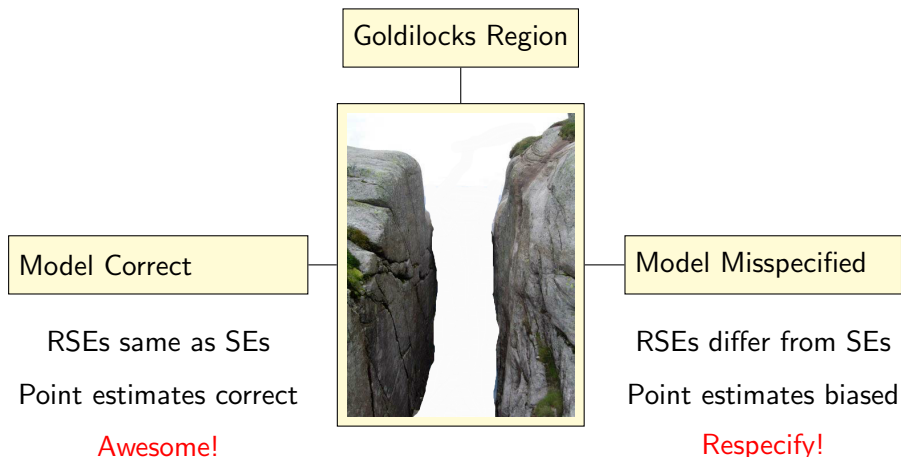 Goldilocks Region
Model Correct
RSEs same as SEs
Point estimates correct
Awesome!
Model Misspecified
RSEs differ from SEs
Point estimates biased
Respecify!